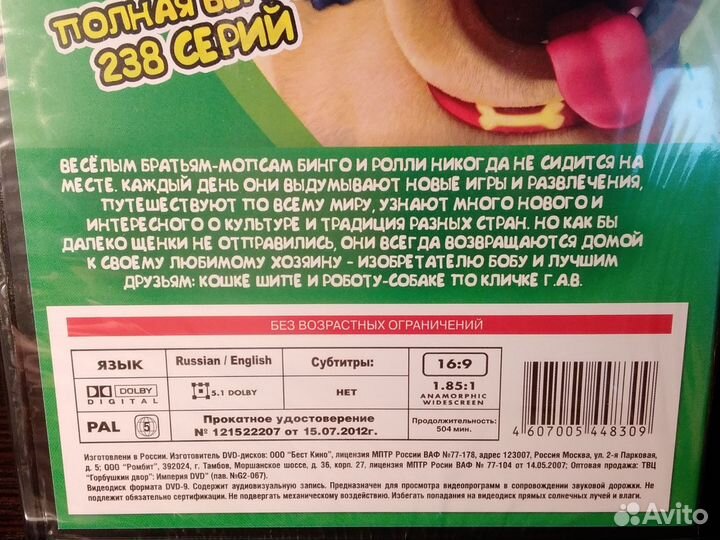 ПОЛНАЯ
238 СЕРИЙ
ВЕСЁЛЫМ БРАТЬЯМ-МОПСАМ БИНГО И РОЛЛИ НИКОГДА НЕ СИДИТСЯ НА
МЕСТЕ. КАЖДЫЙ ДЕНЬ ОНИ ВЫДУМЫВАЮТ НОВЫЕ ИГРЫ И РАЗВЛЕЧЕНИЯ,
ПУТЕШЕСТВУЮТ ПО ВСЕМУ МИРУ, УЗНАЮТ МНОГО НОВОГО И
ИНТЕРЕСНОГО О КУЛЬТУРЕ И ТРАДИЦИЯ РАЗНЫХ СТРАН. НО КАК БЫ
ДАЛЕКО ЩЕНКИ НЕ ОТПРАВИЛИСЬ, ОНИ ВСЕГДА ВОЗВРАЩАЮТСЯ ДОМОЙ
К СВОЕМУ ЛЮБИМОМУ ХОЗЯИНУ - ИЗОБРЕТАТЕЛЮ БОБУ И ЛУЧШИМ
ДРУЗЬЯМ: КОШКЕ ШИПЕ И РОБОТУ-СОБАКЕ ПО КЛИЧКЕ Г.А.В.
БЕЗ ВОЗРАСТНЫХ ОГРАНИЧЕНИЙ
ЯЗЫК Russian / English Субтитры: 16:9
DOLBY DIGITAL 5.1 DOLBY НЕТ 1.85:1 ANAMORPHIC WIDESCREEN
PAL 5 Прокатное удостоверение № 121522207 от 15.07.2012г. Продолжительность: 504 мин.
4607005448309
Изготовлени в России. Изготовитель DVD-дисков: ООО "Бест Кино", лицензия МПТР России ВАФ №77-178, адрес 123007, Россия, Москва, ул. 2-я Парковая,
д. 5; ООО "Ромбит", 392024, г. Тамбов, Моршанское шоссе, д. 36, корп. 27, лицензия МПТР Росии ВАФ № 77-104 от 14.05.2007; Оптовая продажа: ТВЦ
"Горбушкин двор": Империя DVD" (пав. №G2-067).
Видеодиск формата DVD-9. Содержит аудиовизуальную запись. Предназначен для просмотра видеопрограмм в сопровождении звуковой дорожки. Не
подлежит обязательно сертификации. Не подвергать механическому воздействию. Избегать попадания на видеодиск прямых солнечных лучей и влаги.
Avito